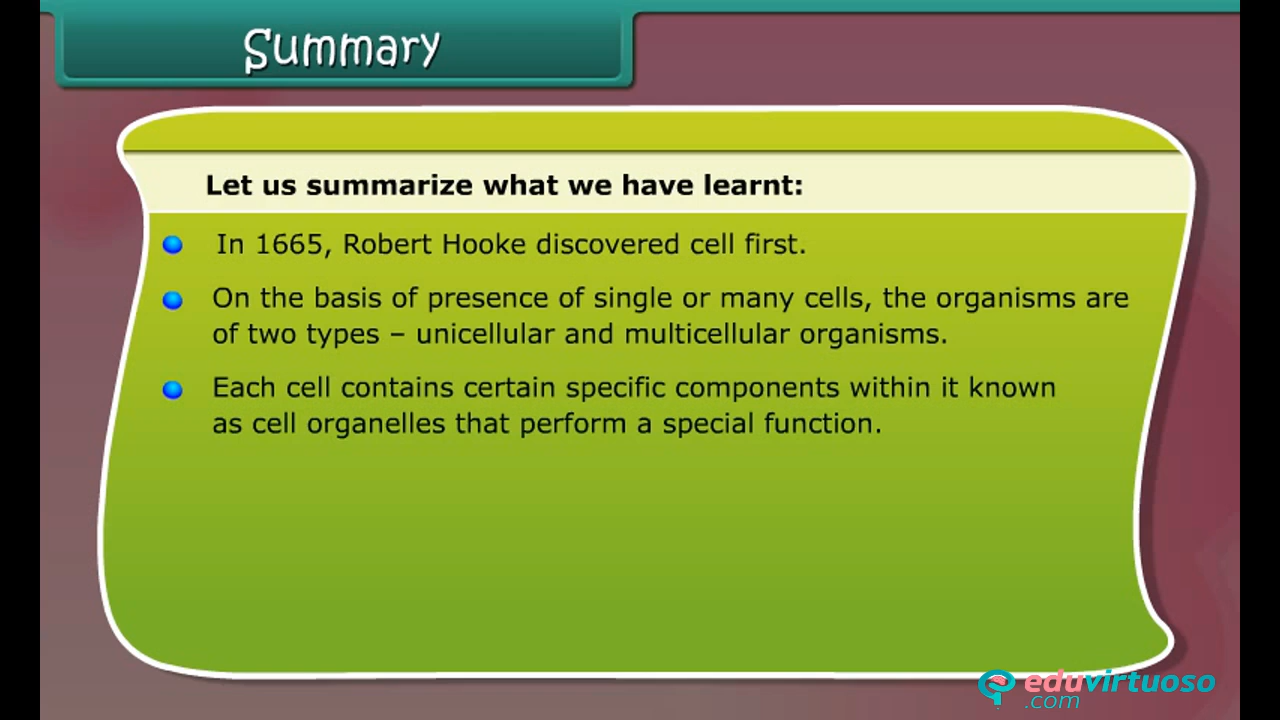 Summary
Let us summarize what we have learnt:
In 1665, Robert Hooke discovered cell first.
On the basis of presence of single or many cells, the organisms are
of two types – unicellular and multicellular organisms.
Each cell contains certain specific components within it known
as cell organelles that perform a special function.
eduvirtuoso
.com